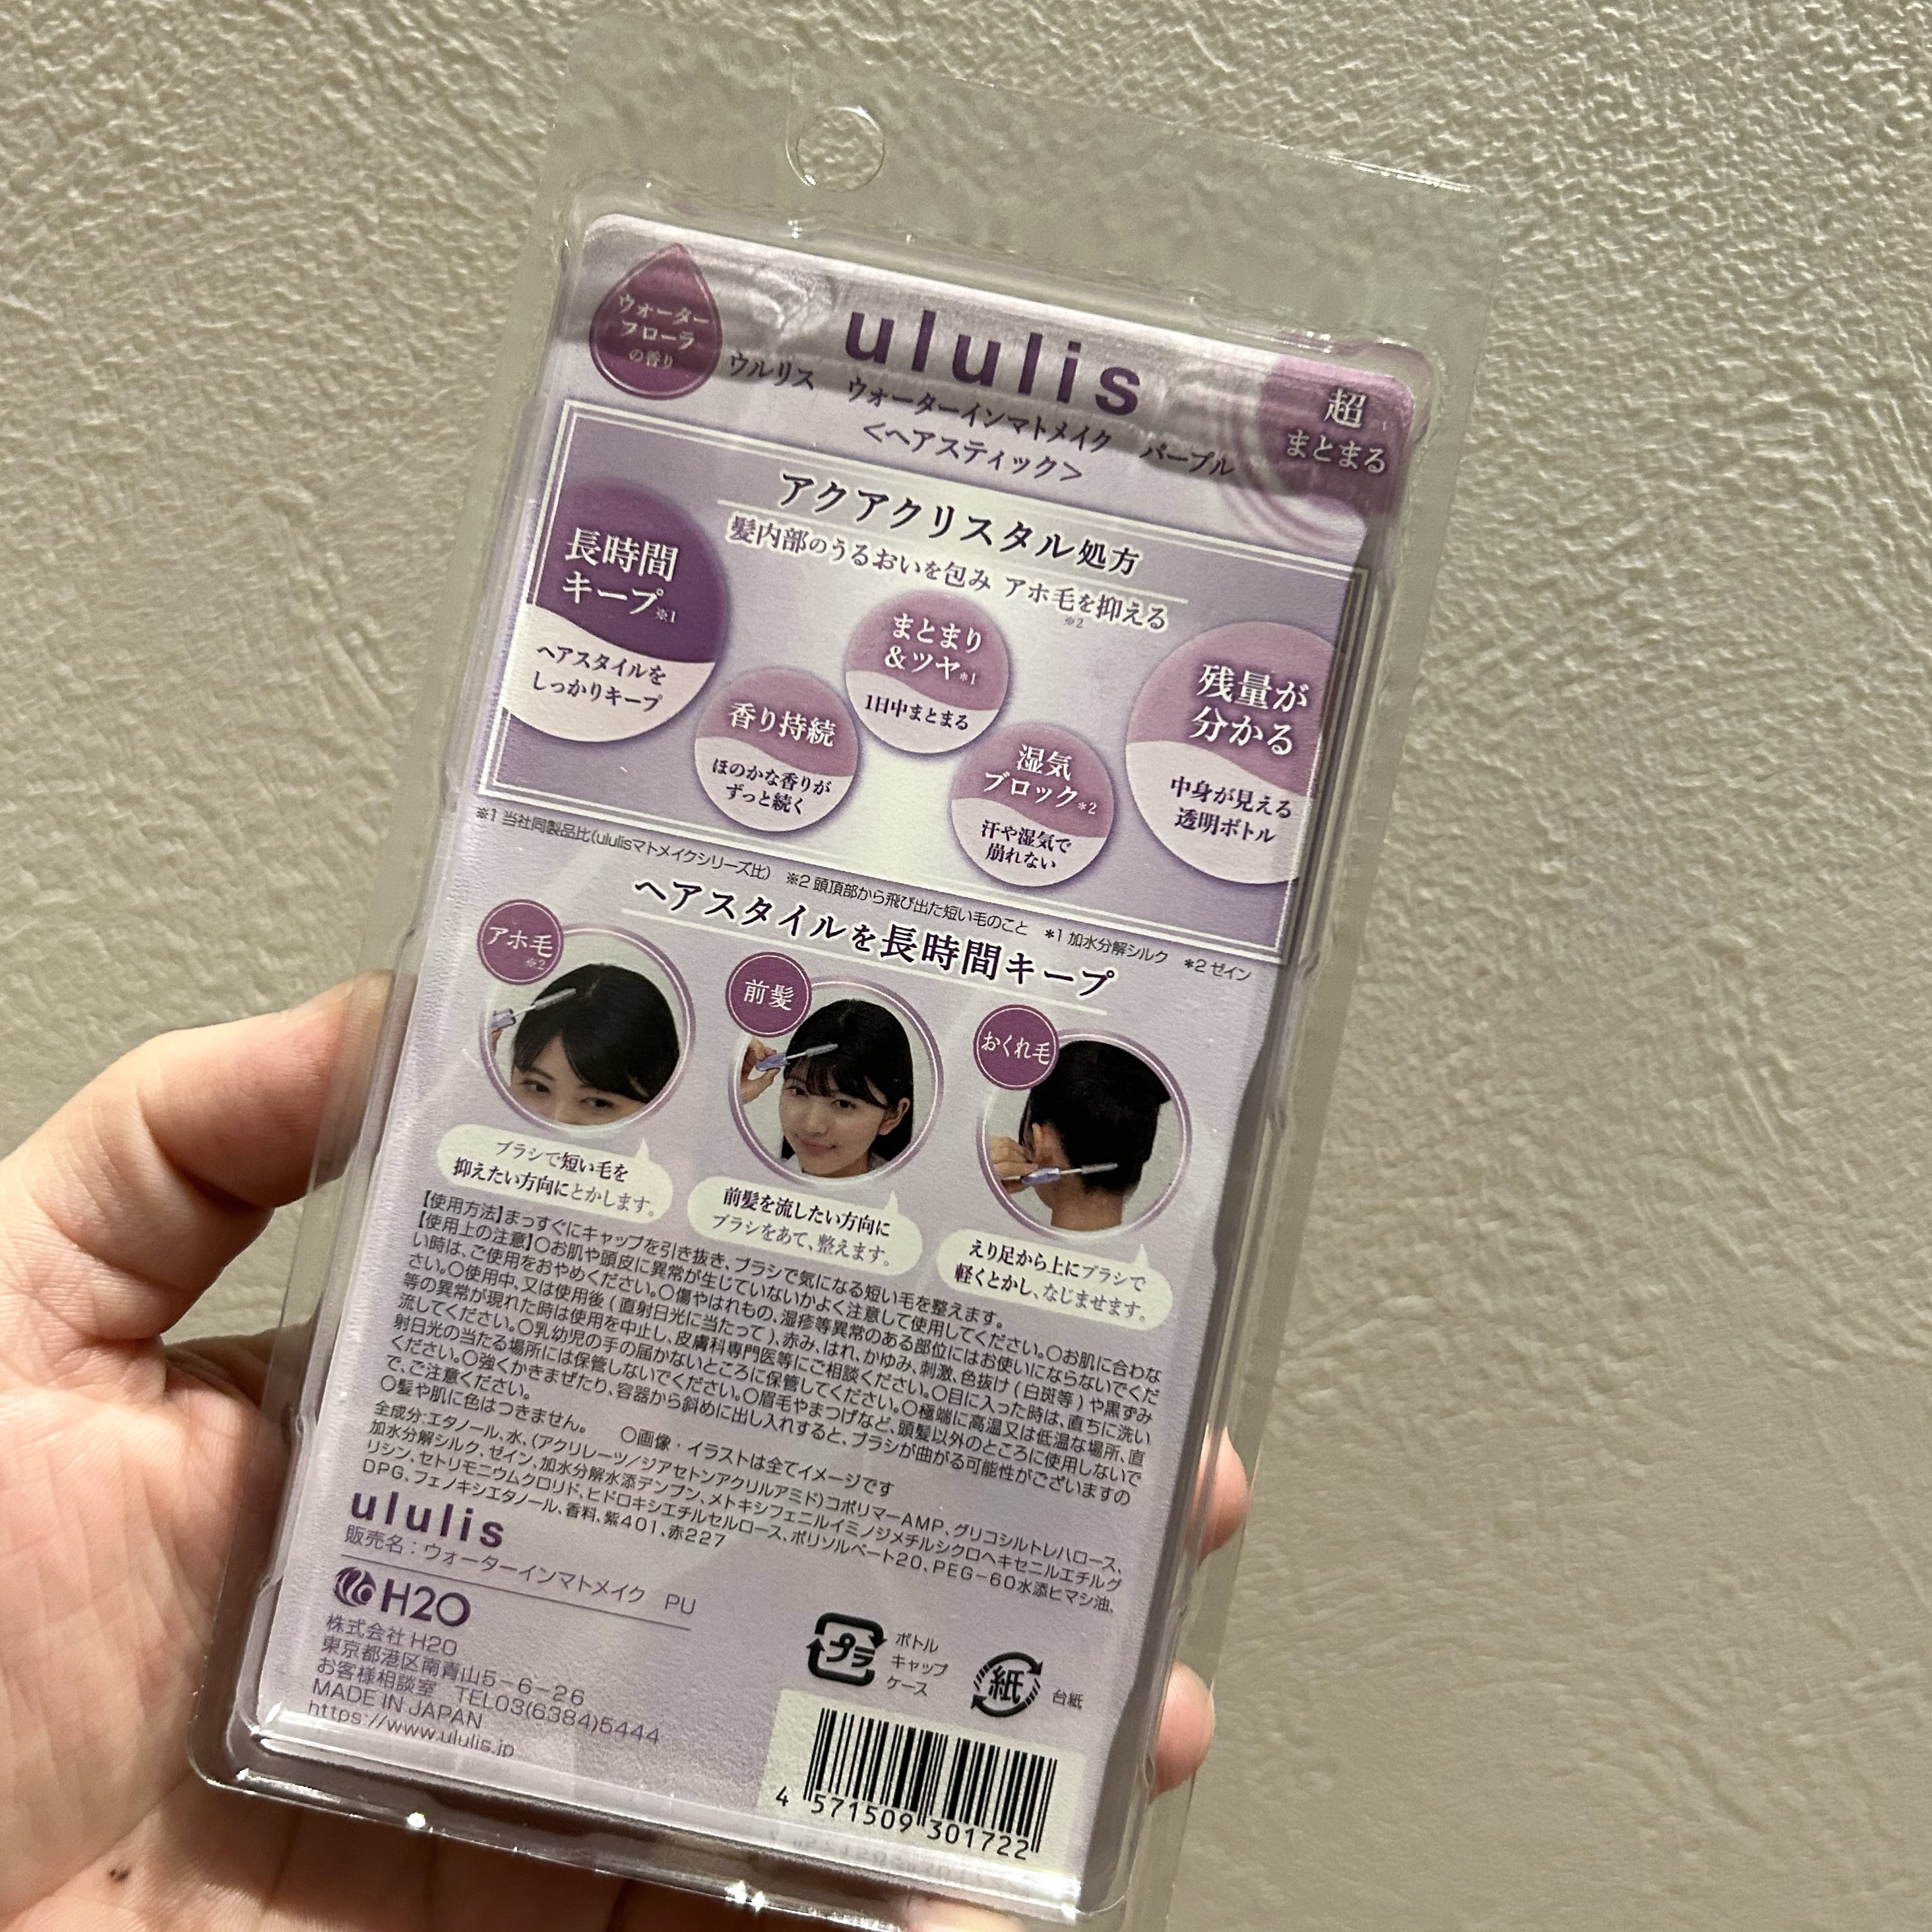 ウォーター
フローラ
の香り
ululis
ウルリス ウォーターインマトメイク パープル
<ヘアスティック>
超
まとまる
アクアクリスタル処方
髪内部のうるおいを包み アホ毛を抑える
※2
長時間
キープ※1
ヘアスタイルを
しっかりキープ
香り持続
ほのかな香りが
ずっと続く
まとまり
&ツヤ*1
1日中まとまる
湿気
ブロック*2
汗や湿気で
崩れない
残量が
分かる
中身が見える
透明ボトル
※1 当社同製品比(ululisマトメイクシリーズ比) ※2 頭頂部から飛び出た短い毛のこと *1 加水分解シルク *2 ゼイン
ヘアスタイルを長時間キープ
アホ毛
※2
ブラシで短い毛を
抑えたい方向にとかします。
前髪
前髪を流したい方向に
ブラシをあて、整えます。
おくれ毛
えり足から上にブラシで
軽くとかし、なじませます。
【使用方法】まっすぐにキャップを引き抜き、ブラシで気になる短い毛を整えます。
【使用上の注意】○お肌や頭皮に異常が生じていないかよく注意して使用してください。○お肌に合わな
い時は、ご使用をおやめください。○傷やはれもの、湿疹等異常のある部位にはお使いにならないでくだ
さい。○使用中、又は使用後(直射日光に当たって)、赤み、はれ、かゆみ、刺激、色抜け(白斑等)や黒ずみ
等の異常が現れた時は使用を中止し、皮膚科専門医等にご相談ください。○目に入った時は、直ちに洗い
流してください。○乳幼児の手の届かないところに保管してください。○極端に高温又は低温な場所、直
射日光の当たる場所には保管しないでください。○眉毛やまつげなど、頭髪以外のところに使用しないで
ください。○強くかきまぜたり、容器から斜めに出し入れすると、ブラシが曲がる可能性がございますの
で、ご注意ください。
○髪や肌に色はつきません。 ○画像・イラストは全てイメージです
全成分:エタノール、水、(アクリレーツ/ジアセトンアクリルアミド)コポリマーAMP、グリコシルトレハロース、
加水分解シルク、ゼイン、加水分解水添デンプン、メトキシフェニルイミノジメチルシクロヘキセニルエチルグ
リシン、セトリモニウムクロリド、ヒドロキシエチルセルロース、ポリソルベート20、PEG-60水添ヒマシ油、
DPG、フェノキシエタノール、香料、紫401、赤227
ululis
販売名:ウォーターインマトメイク PU
H2O
株式会社 H2O
東京都港区南青山5-6-26
お客様相談室 TEL03(6384)5444
MADE IN JAPAN
https://www.ululis.jp
プラ
ボトル
キャップ
ケース
紙
台紙
4 571509 301722